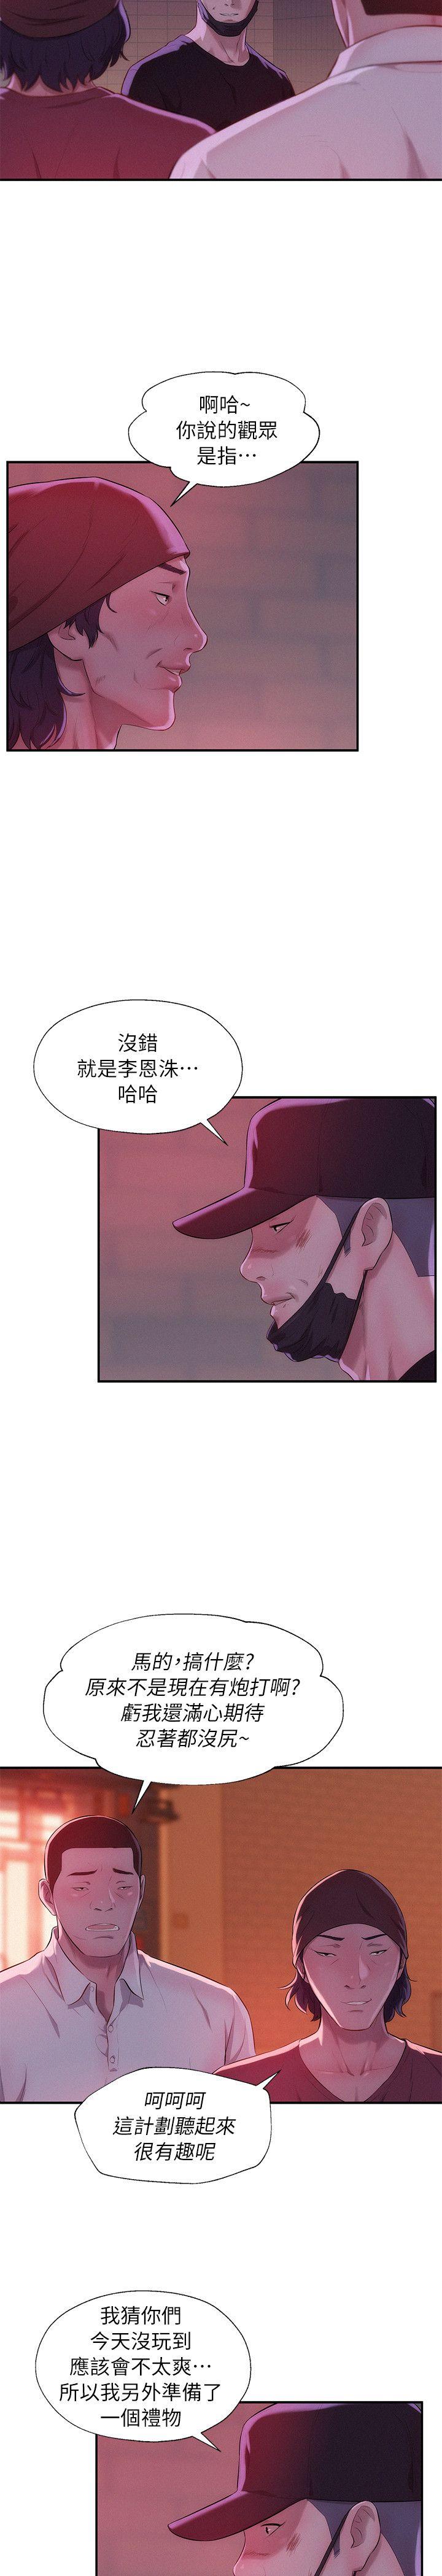 啊哈~
你說的觀眾
是指…
沒錯
就是李恩洙…
哈哈
馬的，搞什麼?
原來不是現在有炮打啊?
虧我還滿心期待
忍著都沒尻~
呵呵呵
這計劃聽起來
很有趣呢
我猜你們
今天沒玩到
應該會不太爽…
所以我另外準備了
一個禮物